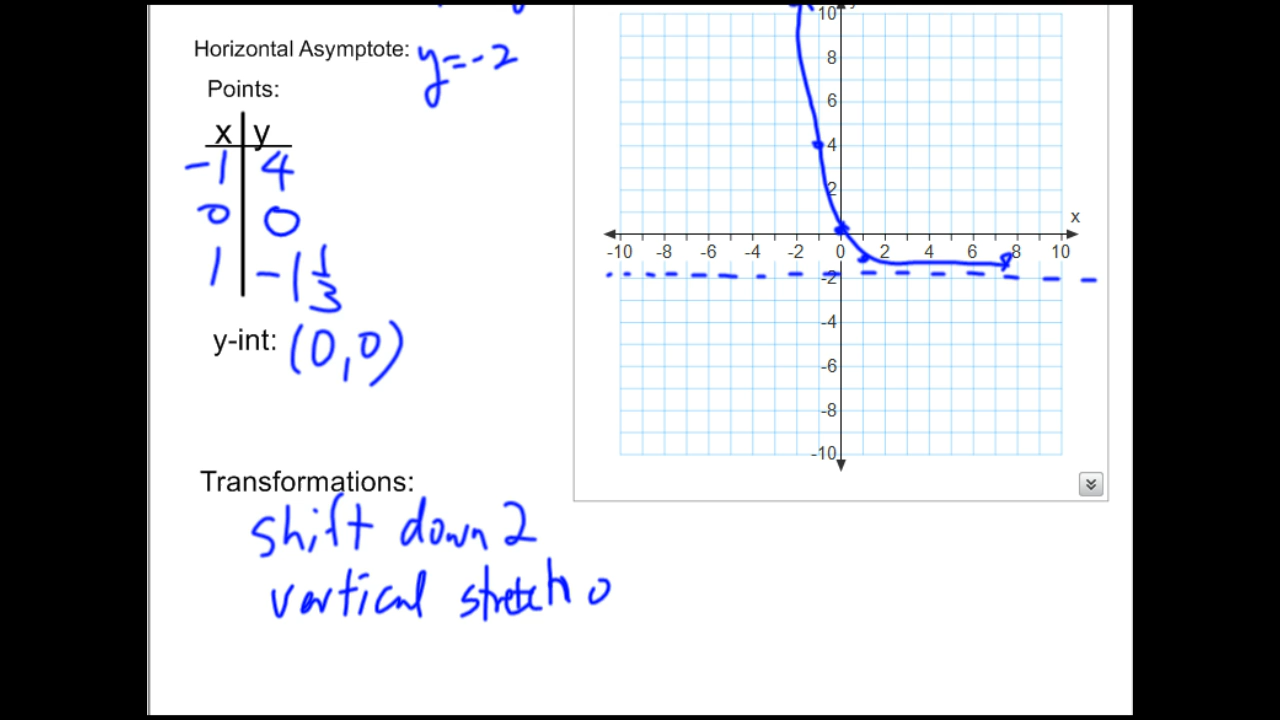 Horizontal Asymptote: y=-2
Points:
x y
-1 4
0 0
1 -1 1/3
y-int: (0,0)
Transformations:
shift down 2
vertical stretch o
10
8
6
4
2
x
-10 -8 -6 -4 -2 0 2 4 6 8 10
-2
-4
-6
-8
-10